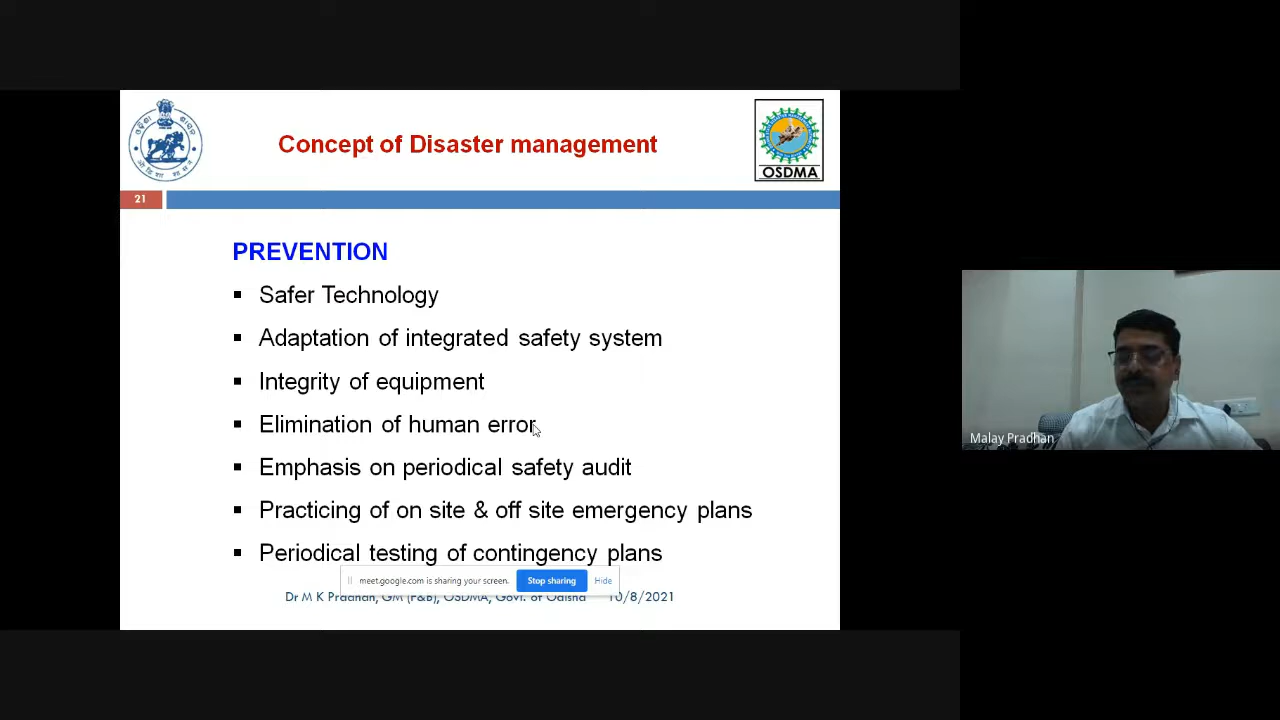 Concept of Disaster management
OSDMA
21
PREVENTION
▪ Safer Technology
▪ Adaptation of integrated safety system
▪ Integrity of equipment
▪ Elimination of human error
▪ Emphasis on periodical safety audit
▪ Practicing of on site & off site emergency plans
▪ Periodical testing of contingency plans
meet.google.com is sharing your screen.
Stop sharing
Hide
Dr M K Pradhan, GM (F&B), OSDMA, Govt. of Odisha 10/8/2021
Malay Pradhan